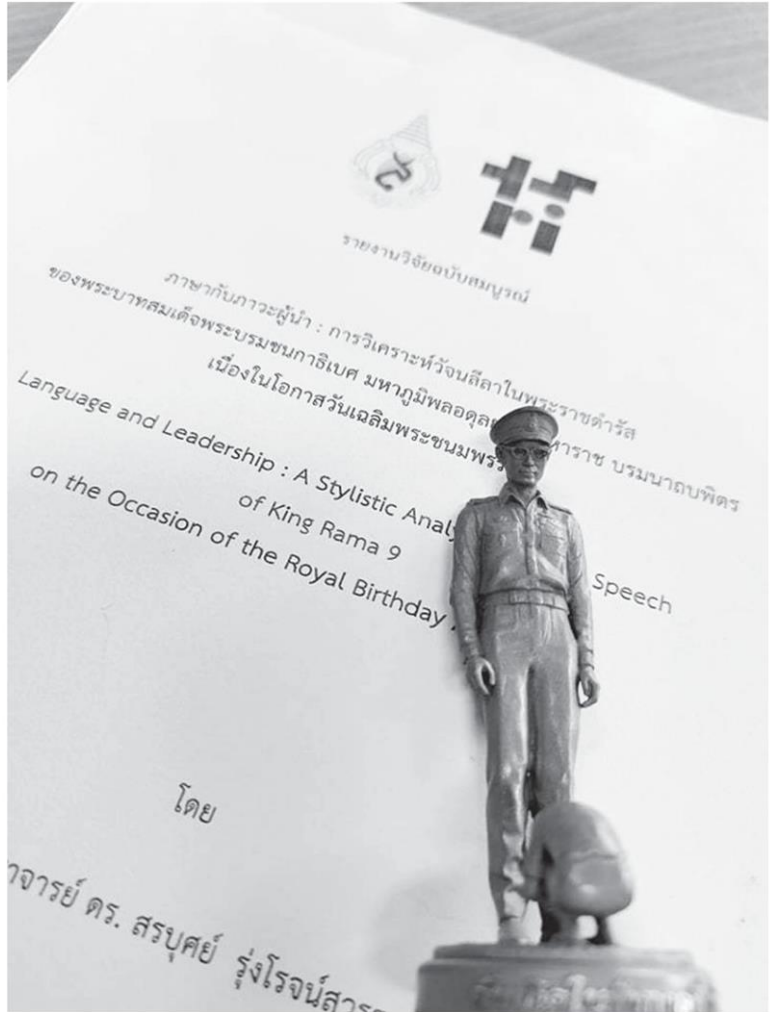 รายงานวิจัยฉบับสมบูรณ์
ภาษากับภาวะผู้นำ : การวิเคราะห์วัจนลีลาในพระราชดำรัส
ของพระบาทสมเด็จพระบรมชนกาธิเบศ มหาภูมิพลอดุล าราช บรมนาถบพิตร
เนื่องในโอกาสวันเฉลิมพระชนมพรร
Language and Leadership : A Stylistic Analy Speech
of King Rama 9
on the Occasion of the Royal Birthday
โดย
าจารย์ ดร. สรบุศย์ รุ่งโรจน์สุวรร